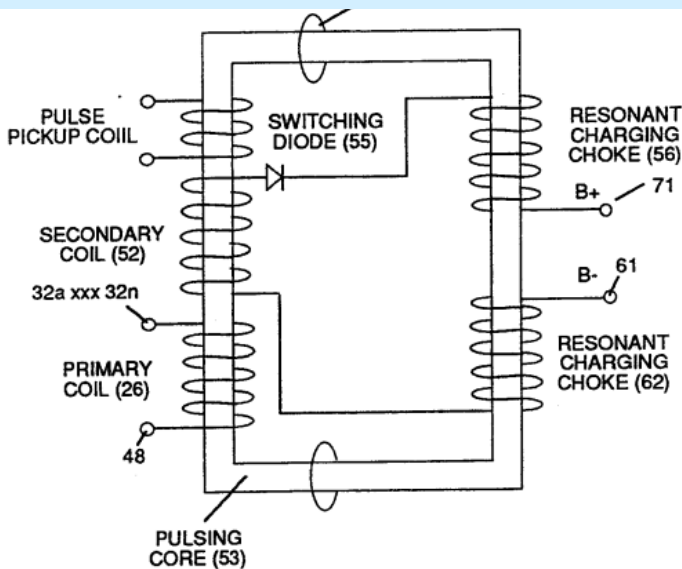 PULSE
PICKUP COIIL
SWITCHING
DIODE (55)
RESONANT
CHARGING
CHOKE (56)
B+
71
SECONDARY
COIL (52)
B-
61
32a xxx 32n
PRIMARY
COIL (26)
RESONANT
CHARGING
CHOKE (62)
48
PULSING
CORE (53)